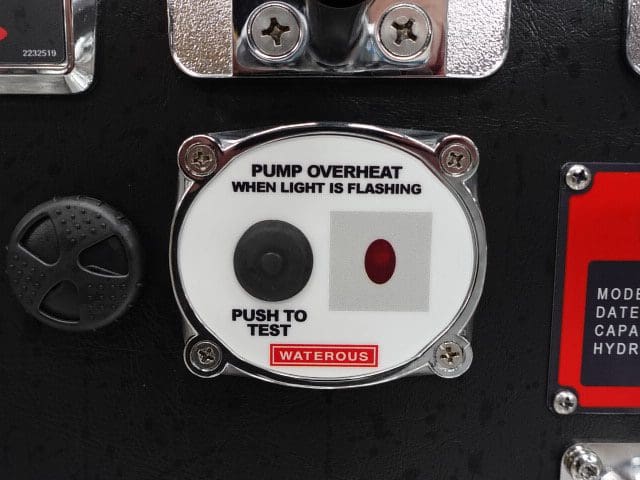 2232519
PUMP OVERHEAT
WHEN LIGHT IS FLASHING
PUSH TO
TEST
WATEROUS
MODE
DATE
CAPA
HYDR